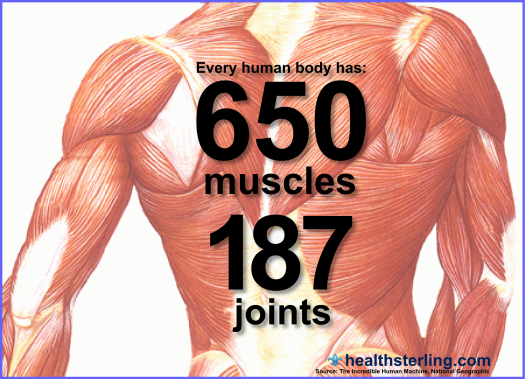 Every human body has:
650
muscles
187
joints
healthsterling.com
Source: The Incredible Human Machine, National Geographic